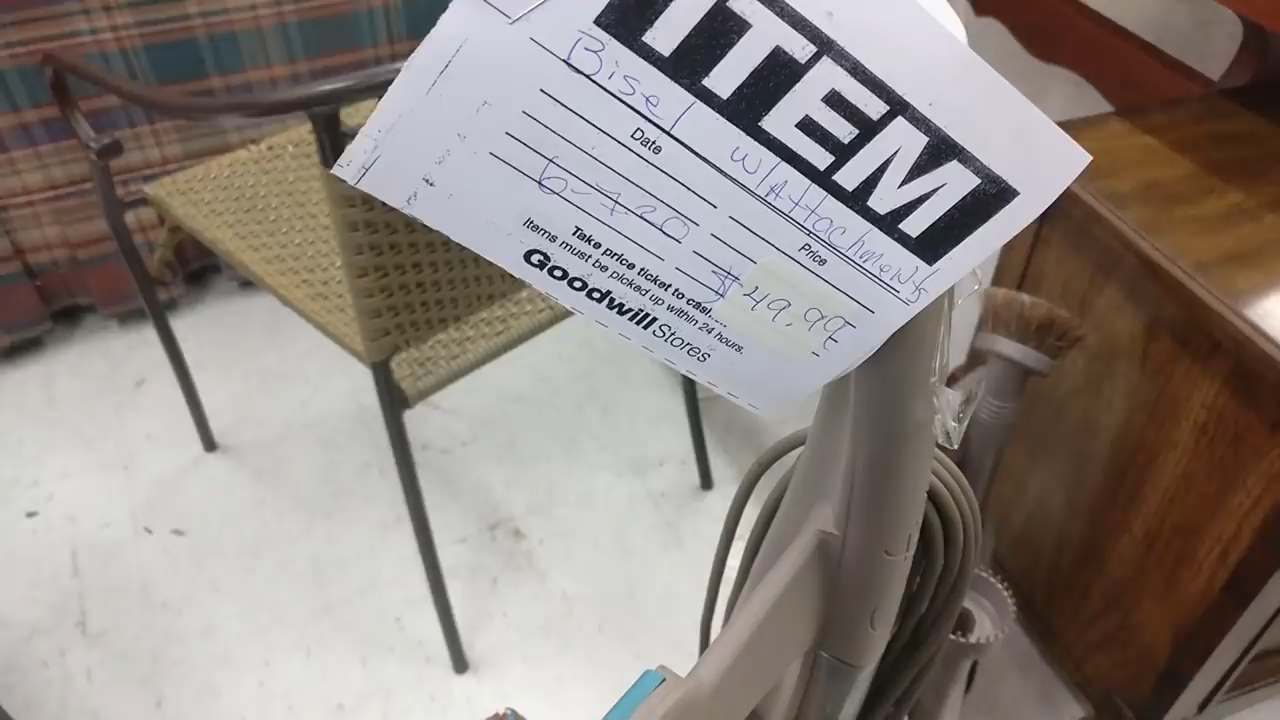 ITEM
Bisel w/Attachments
Date Price
6-7-20 $49.99
Take price ticket to
Items must be picked up within 24 hours.
Goodwill Stores